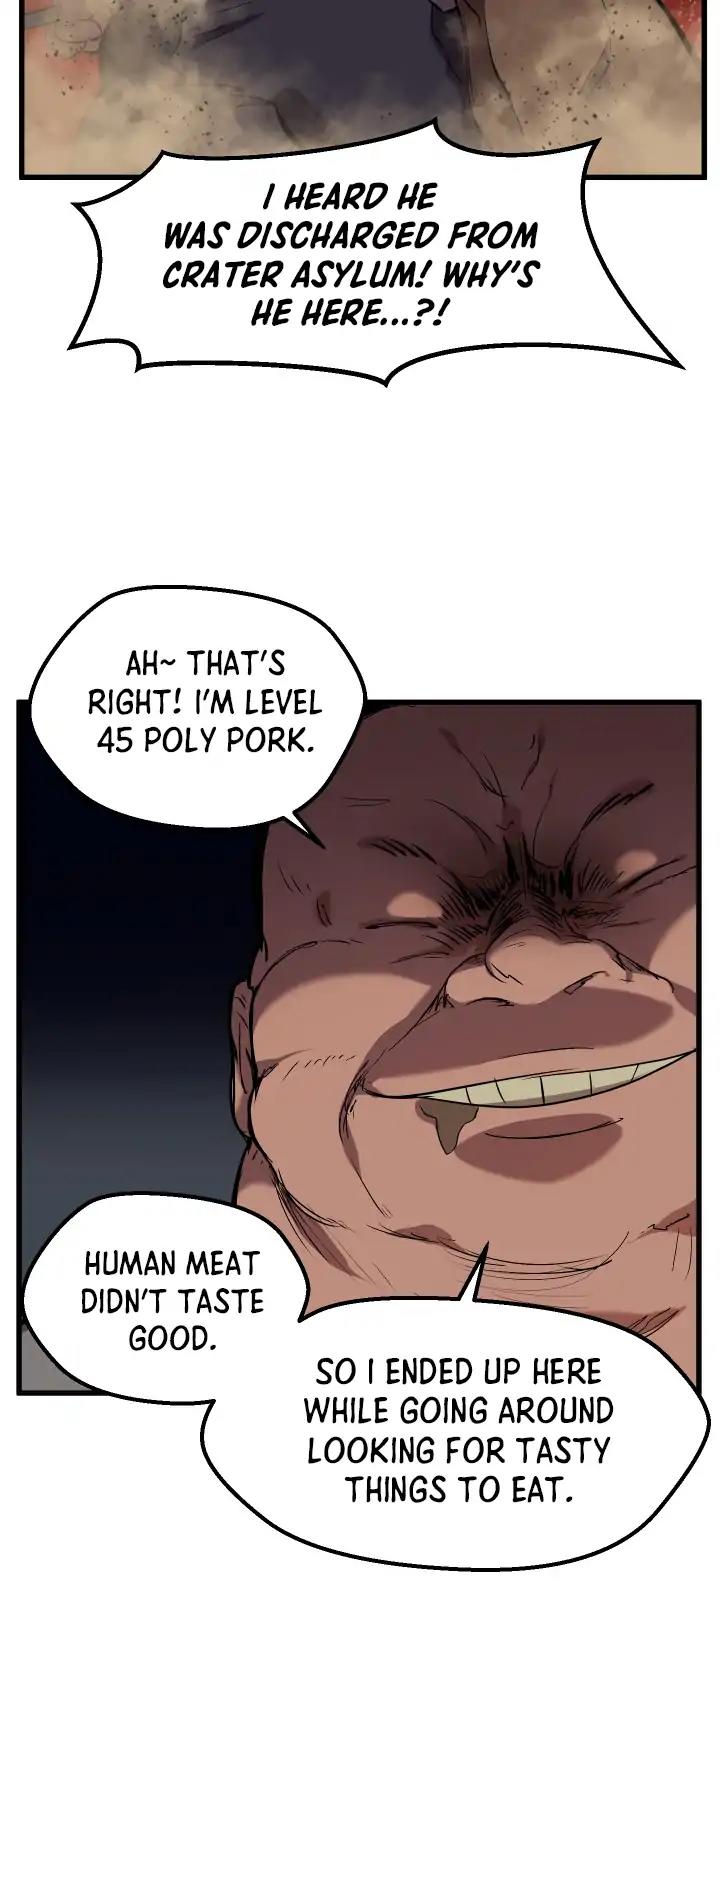 I HEARD HE
WAS DISCHARGED FROM
CRATER ASYLUM! WHY'S
HE HERE...?!
AH~ THAT'S
RIGHT! I'M LEVEL
45 POLY PORK.
HUMAN MEAT
DIDN'T TASTE
GOOD.
SO I ENDED UP HERE
WHILE GOING AROUND
LOOKING FOR TASTY
THINGS TO EAT.